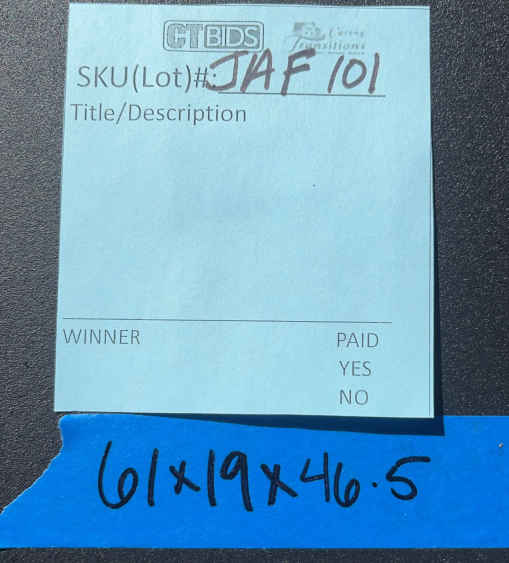 CTBIDS
Caring
Transitions
SKU(Lot)#: JAF 101
Title/Description
WINNER
PAID
YES
NO
61x19x46.5